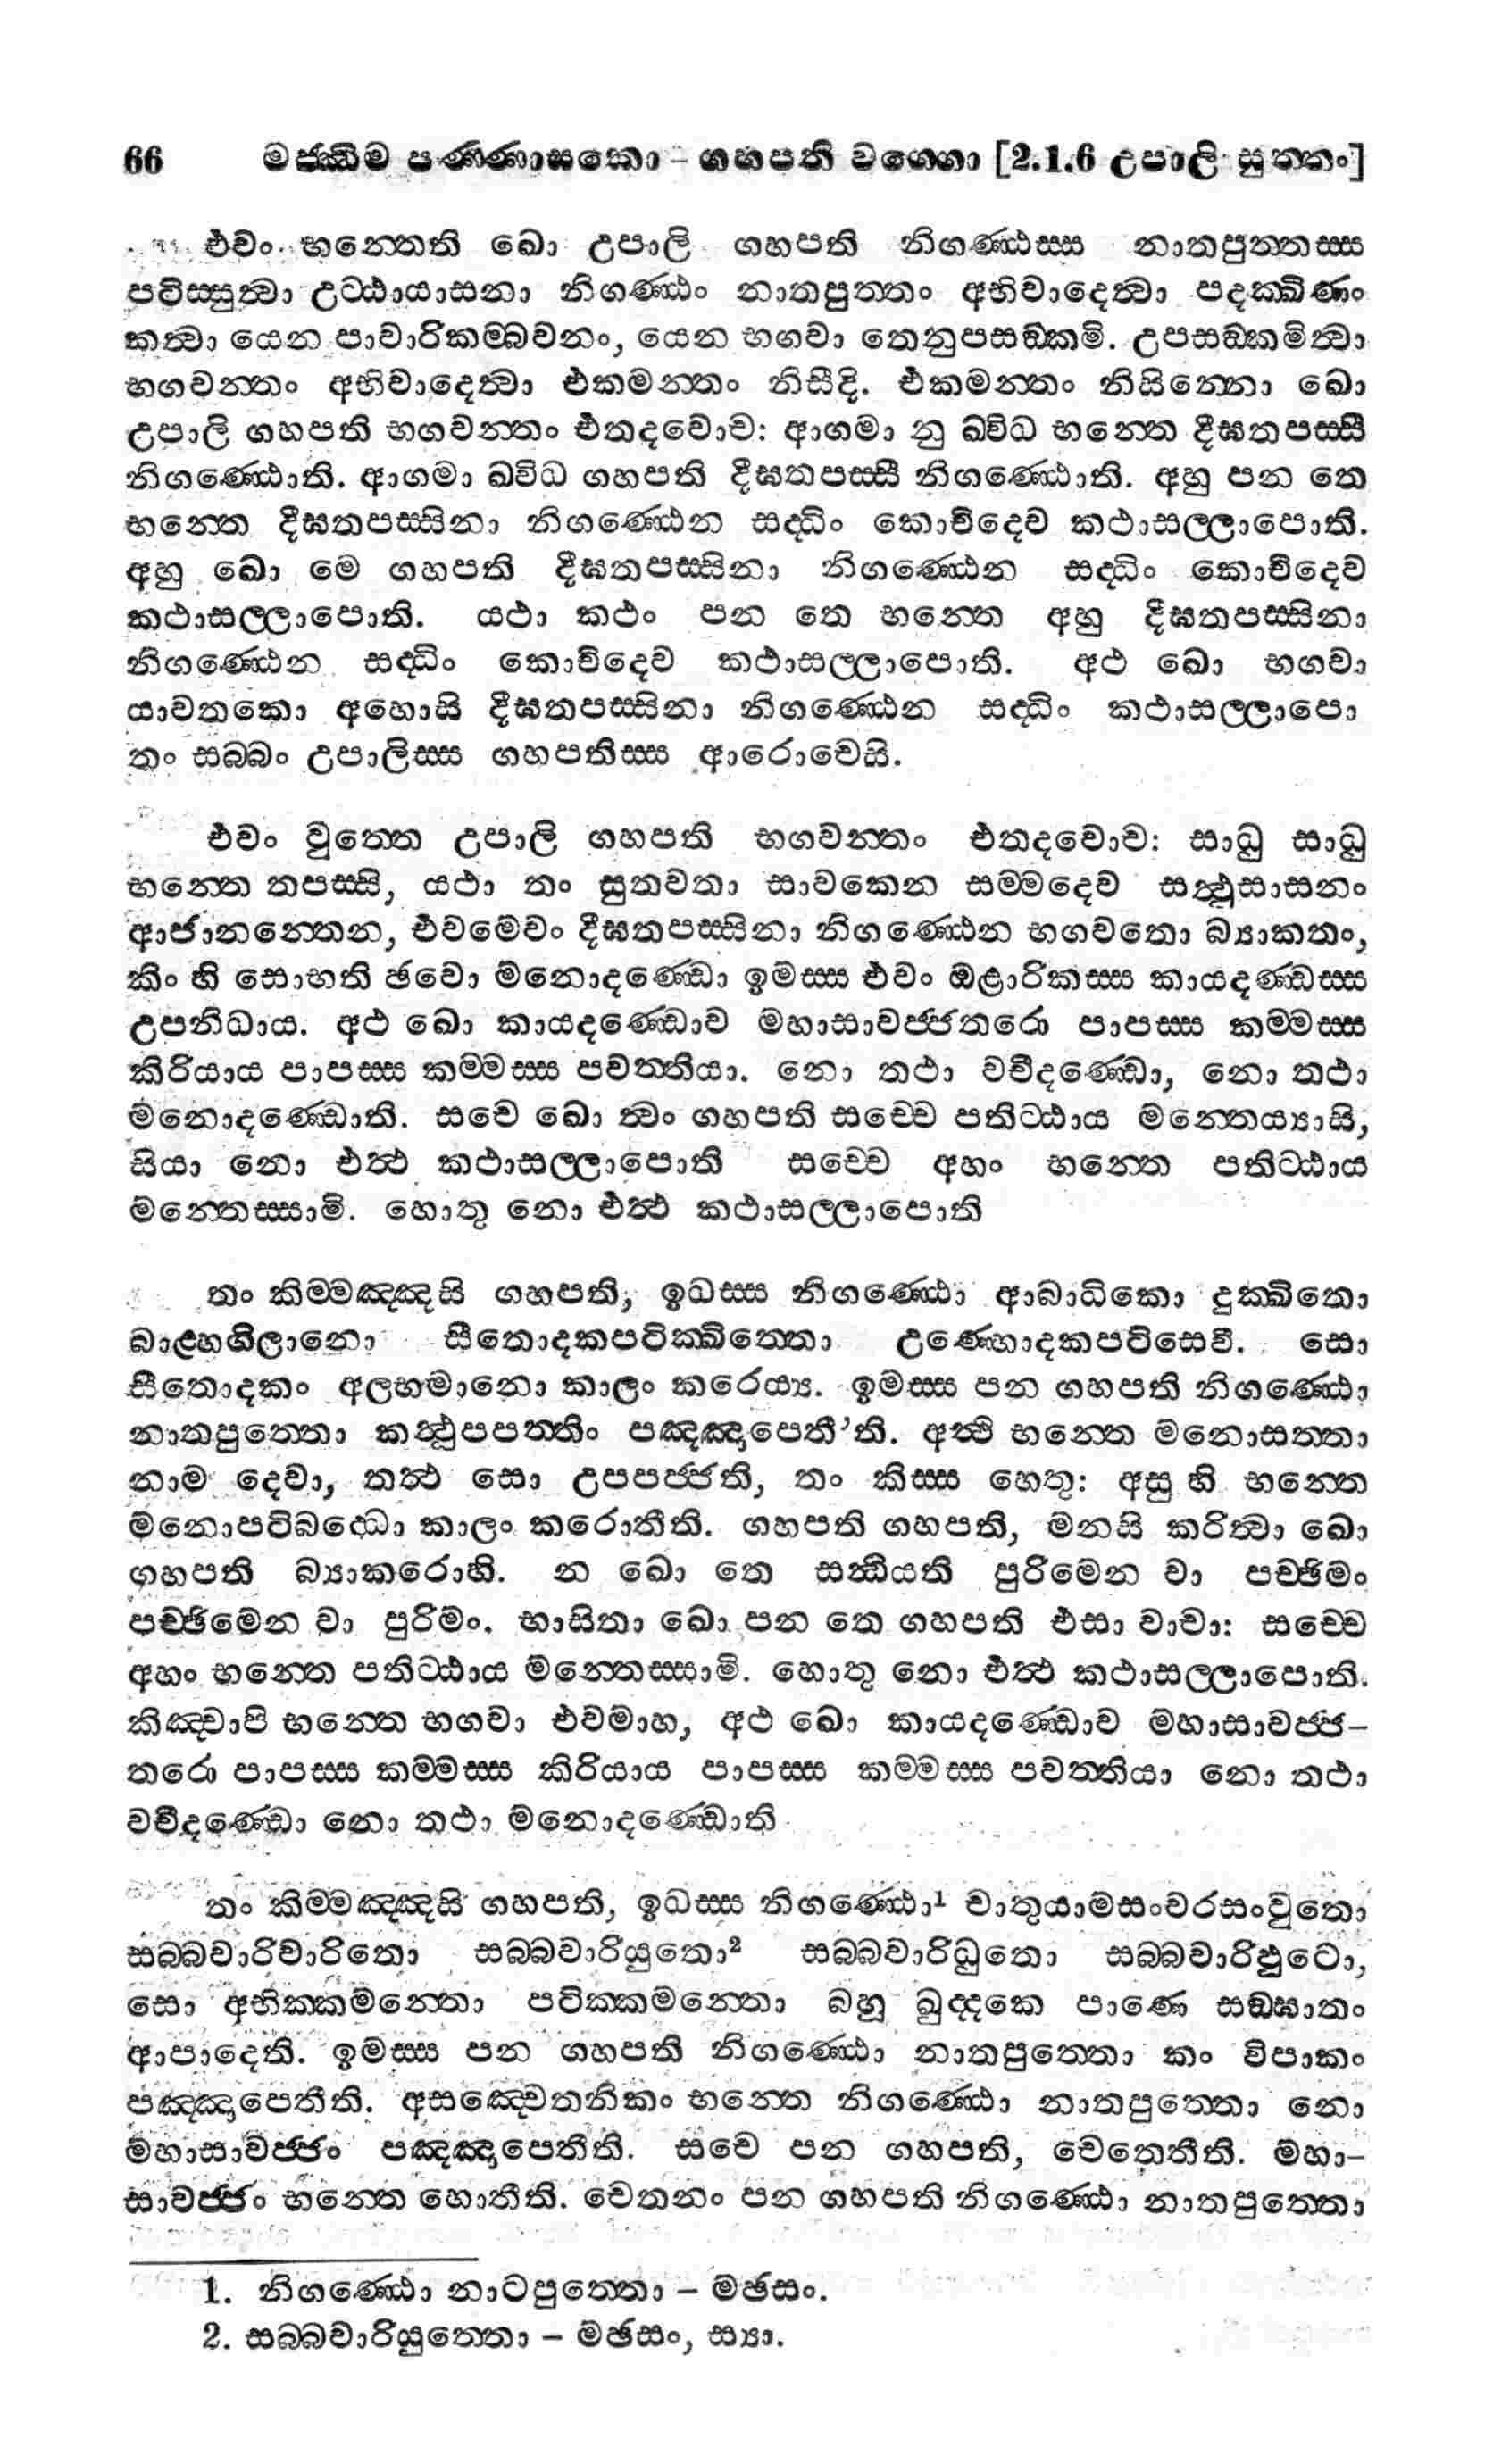 66 මජ්ඣිම පණ්ණාසකො - ගහපති වග්ගො [2.1.6 උපාලි සුත්තං]
එවං භන්තෙති ඛො උපාලි ගහපති නිගණ්ඨස්ස නාතපුත්තස්ස
පටිස්සුත්වා උට්ඨායාසනා නිගණ්ඨං නාතපුත්තං අභිවාදෙත්වා පදක්ඛිණං
කත්වා යෙන පාවාරිකම්බවනං, යෙන භගවා තෙනුපසඞ්කමි. උපසඞ්කමිත්වා
භගවන්තං අභිවාදෙත්වා එකමන්තං නිසීදි. එකමන්තං නිසින්නො ඛො
උපාලි ගහපති භගවන්තං එතදවොච: ආගමා නු ඛ්විධ භන්තෙ දීඝතපස්සී
නිගණ්ඨොති. ආගමා ඛ්විධ ගහපති දීඝතපස්සී නිගණ්ඨොති. අහු පන තෙ
භන්තෙ දීඝතපස්සිනා නිගණ්ඨෙන සද්ධිං කොචිදෙව කථාසල්ලාපොති.
අහු ඛො මෙ ගහපති දීඝතපස්සිනා නිගණ්ඨෙන සද්ධිං කොචිදෙව
කථාසල්ලාපොති. යථා කථං පන තෙ භන්තෙ අහු දීඝතපස්සිනා
නිගණ්ඨෙන සද්ධිං කොචිදෙව කථාසල්ලාපොති. අථ ඛො භගවා
යාවතකො අහොසි දීඝතපස්සිනා නිගණ්ඨෙන සද්ධිං කථාසල්ලාපො
තං සබ්බං උපාලිස්ස ගහපතිස්ස ආරොචෙසි.
එවං වුත්තෙ උපාලි ගහපති භගවන්තං එතදවොච: සාධු සාධු
භන්තෙ තපස්සි, යථා තං සුතවතා සාවකෙන සම්මදෙව සත්ථුසාසනං
ආජානන්තෙන, එවමේවං දීඝතපස්සිනා නිගණ්ඨෙන භගවතො බ්‍යාකතං,
කිං හි සොභති ඡවො මනොදණ්ඩො ඉමස්ස එවං ඔළාරිකස්ස කායදණ්ඩස්ස
උපනිධාය. අථ ඛො කායදණ්ඩොව මහාසාවජ්ජතරො පාපස්ස කම්මස්ස
කිරියාය පාපස්ස කම්මස්ස පවත්තියා. නො තථා වචීදණ්ඩො, නො තථා
මනොදණ්ඩොති. සචෙ ඛො ත්වං ගහපති සච්චෙ පතිට්ඨාය මන්තෙය්‍යාසි,
සියා නො එත්ථ කථාසල්ලාපොති සච්චෙ අහං භන්තෙ පතිට්ඨාය
මන්තෙස්සාමි. හොතු නො එත්ථ කථාසල්ලාපොති
තං කිම්මඤ්ඤසි ගහපති, ඉධස්ස නිගණ්ඨො ආබාධිකො දුක්ඛිතො
බාළ්හගිලානො සීතොදකපටික්ඛිත්තො උණ්හොදකපටිසෙවී. සො
සීතොදකං අලභමානො කාලං කරෙය්‍ය. ඉමස්ස පන ගහපති නිගණ්ඨො
නාතපුත්තො කත්ථුපපත්තිං පඤ්ඤාපෙතී'ති. අත්ථි භන්තෙ මනොසත්තා
නාම දෙවා, තත්ථ සො උපපජ්ජති, තං කිස්ස හෙතු: අසු හි භන්තෙ
මනොපටිබද්ධො කාලං කරොතීති. ගහපති ගහපති, මනසි කරිත්වා ඛො
ගහපති බ්‍යාකරොහි. න ඛො තෙ සන්ධියති පුරිමෙන වා පච්ඡිමං
පච්ඡිමෙන වා පුරිමං. භාසිතා ඛො පන තෙ ගහපති එසා වාචා: සච්චෙ
අහං භන්තෙ පතිට්ඨාය මන්තෙස්සාමි. හොතු නො එත්ථ කථාසල්ලාපොති.
කිඤ්චාපි භන්තෙ භගවා එවමාහ, අථ ඛො කායදණ්ඩොව මහාසාවජ්ජ-
තරො පාපස්ස කම්මස්ස කිරියාය පාපස්ස කම්මස්ස පවත්තියා නො තථා
වචීදණ්ඩො නො තථා මනොදණ්ඩොති
තං කිම්මඤ්ඤසි ගහපති, ඉධස්ස නිගණ්ඨො¹ චාතුයාමසංවරසංවුතො
සබ්බවාරිවාරිතො සබ්බවාරියුතො² සබ්බවාරිධුතො සබ්බවාරිඵුටො,
සො අභික්කමන්තො පටික්කමන්තො බහූ ඛුද්දකෙ පාණෙ සඞ්ඝාතං
ආපාදෙති. ඉමස්ස පන ගහපති නිගණ්ඨො නාතපුත්තො කං විපාකං
පඤ්ඤාපෙතීති. අසඤ්චෙතනිකං භන්තෙ නිගණ්ඨො නාතපුත්තො නො
මහාසාවජ්ජං පඤ්ඤාපෙතීති. සචෙ පන ගහපති, චෙතෙතීති. මහා-
සාවජ්ජං භන්තෙ හොතීති. චෙතනං පන ගහපති නිගණ්ඨො නාතපුත්තො
1. නිගණ්ඨො නාටපුත්තො - මඡසං.
2. සබ්බවාරියුත්තො - මඡසං, ස්‍යා.